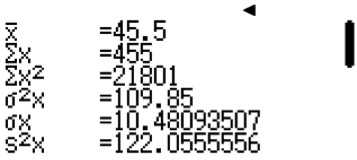 x̄ =45.5
Σx =455
Σx² =21801
σ²x =109.85
σx =10.48093507
s²x =122.0555556